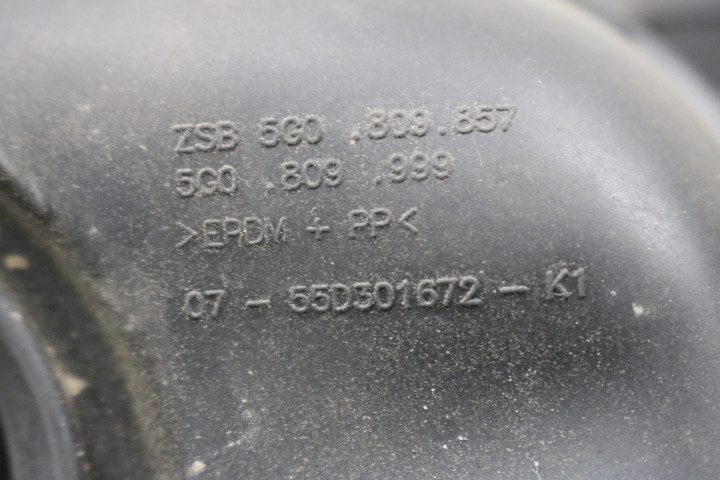 ZSB 5G0 .809.857
5G0 .809 .999
>EPDM + PP<
07 - 55D301672 - K1